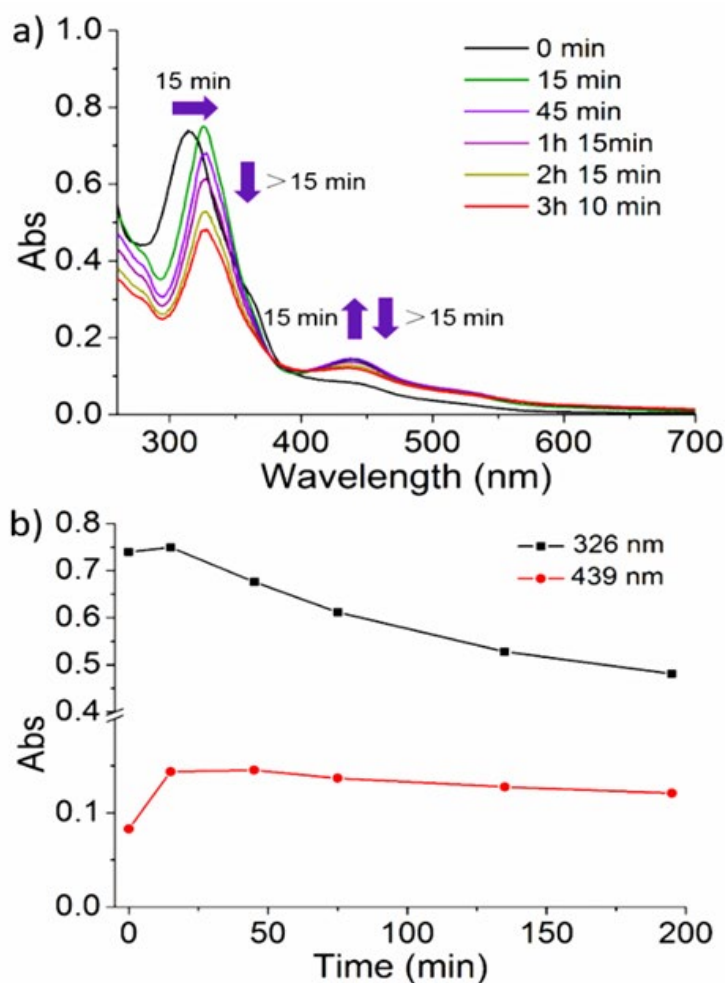 a)
1.0
0.8
0.6
0.4
0.2
0.0
Abs
15 min
> 15 min
15 min
> 15 min
0 min
15 min
45 min
1h 15min
2h 15 min
3h 10 min
300
400
500
600
700
Wavelength (nm)
b)
0.8
0.7
0.6
0.5
0.4
0.1
0.0
Abs
326 nm
439 nm
0
50
100
150
200
Time (min)